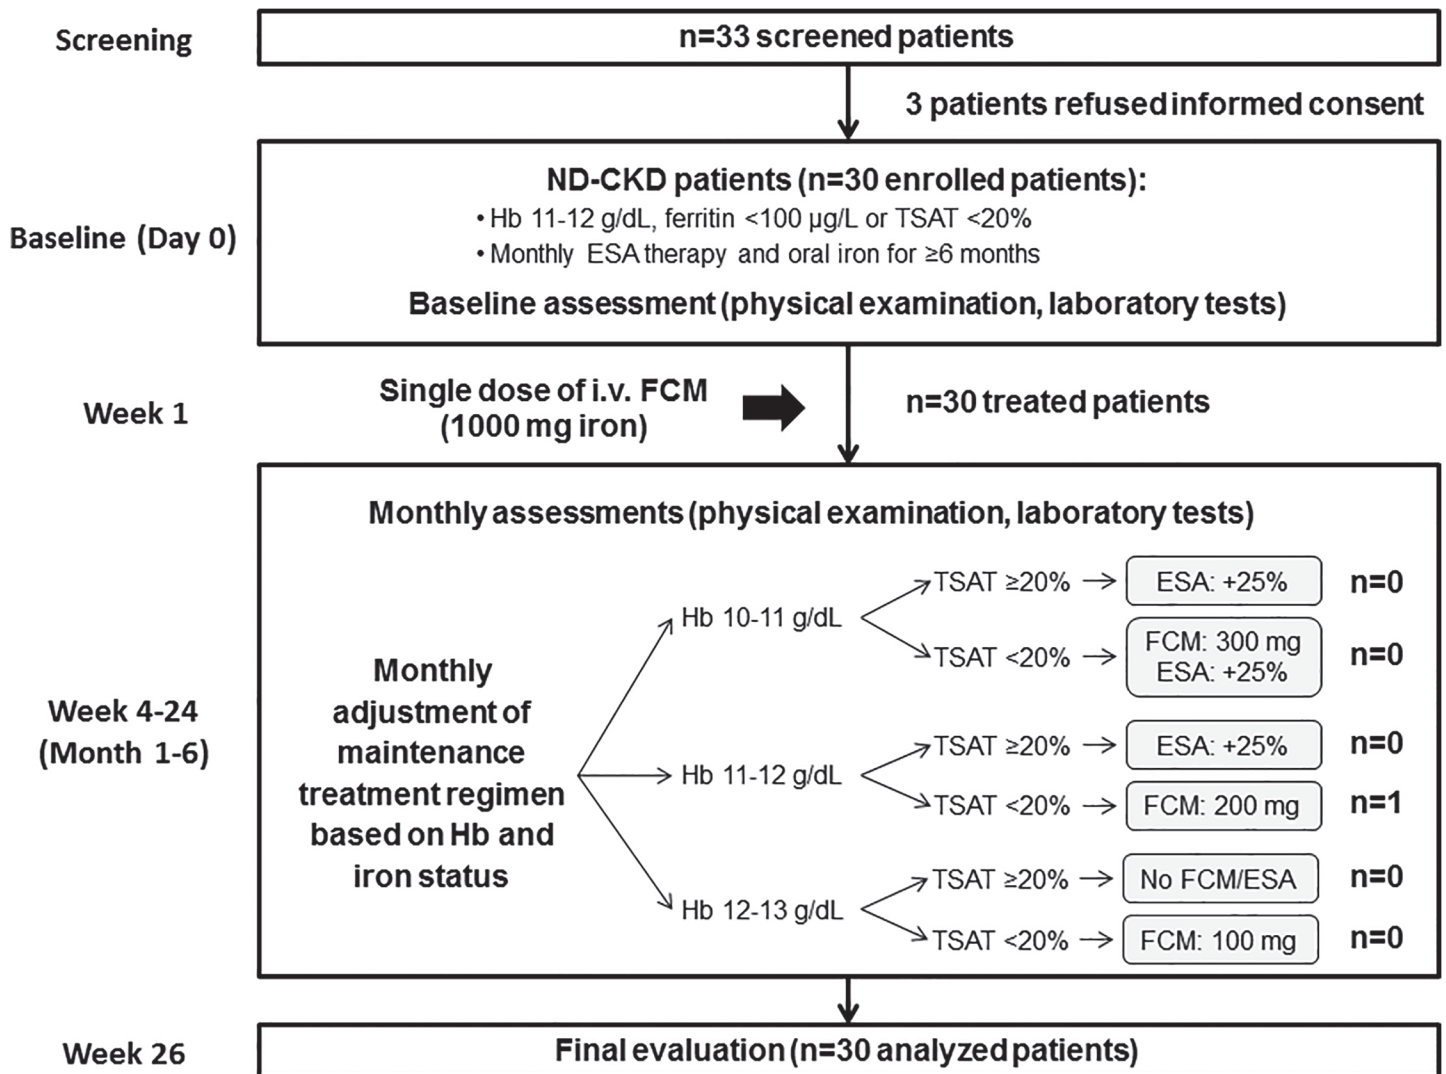 Screening
n=33 screened patients
3 patients refused informed consent
Baseline (Day 0)
ND-CKD patients (n=30 enrolled patients):
• Hb 11-12 g/dL, ferritin <100 µg/L or TSAT <20%
• Monthly ESA therapy and oral iron for ≥6 months
Baseline assessment (physical examination, laboratory tests)
Week 1
Single dose of i.v. FCM
(1000 mg iron)
n=30 treated patients
Week 4-24
(Month 1-6)
Monthly assessments (physical examination, laboratory tests)
Monthly
adjustment of
maintenance
treatment regimen
based on Hb and
iron status
Hb 10-11 g/dL
TSAT ≥20%
ESA: +25%
n=0
TSAT <20%
FCM: 300 mg
ESA: +25%
n=0
Hb 11-12 g/dL
TSAT ≥20%
ESA: +25%
n=0
TSAT <20%
FCM: 200 mg
n=1
Hb 12-13 g/dL
TSAT ≥20%
No FCM/ESA
n=0
TSAT <20%
FCM: 100 mg
n=0
Week 26
Final evaluation (n=30 analyzed patients)